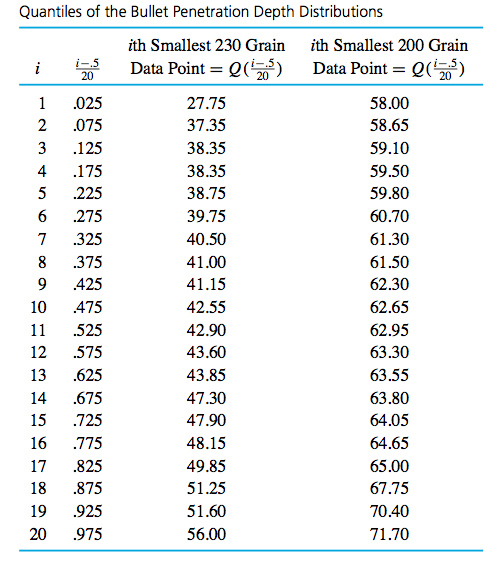 Quantiles of the Bullet Penetration Depth Distributions
ith Smallest 230 Grain ith Smallest 200 Grain
i i−.5/20 Data Point = Q(i−.5/20) Data Point = Q(i−.5/20)
1 .025 27.75 58.00
2 .075 37.35 58.65
3 .125 38.35 59.10
4 .175 38.35 59.50
5 .225 38.75 59.80
6 .275 39.75 60.70
7 .325 40.50 61.30
8 .375 41.00 61.50
9 .425 41.15 62.30
10 .475 42.55 62.65
11 .525 42.90 62.95
12 .575 43.60 63.30
13 .625 43.85 63.55
14 .675 47.30 63.80
15 .725 47.90 64.05
16 .775 48.15 64.65
17 .825 49.85 65.00
18 .875 51.25 67.75
19 .925 51.60 70.40
20 .975 56.00 71.70